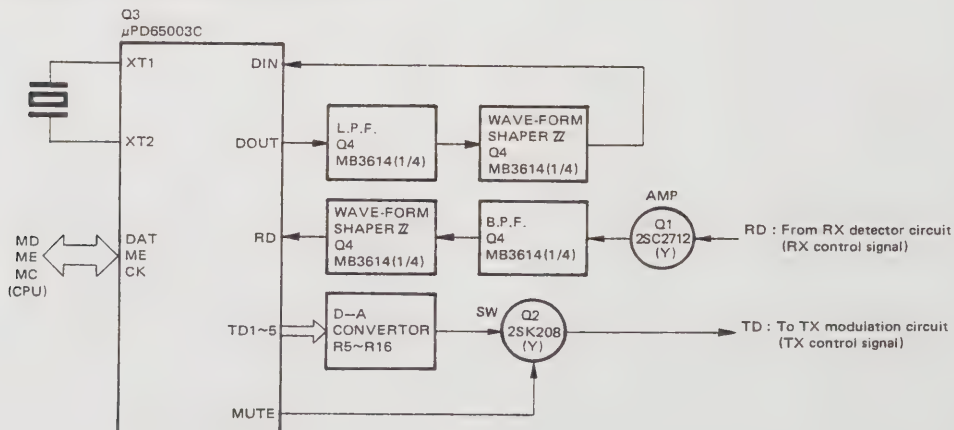 Q3
μPD65003C
XT1
XT2
DIN
DOUT
L.P.F.
Q4
MB3614(1/4)
WAVE-FORM
SHAPER II
Q4
MB3614(1/4)
MD
ME
MC
(CPU)
DAT
ME
CK
RD
WAVE-FORM
SHAPER II
Q4
MB3614(1/4)
B.P.F.
Q4
MB3614(1/4)
AMP
Q1
2SC2712
(Y)
RD : From RX detector circuit
(RX control signal)
TD1~5
D–A
CONVERTOR
R5~R16
SW
Q2
2SK208
(Y)
TD : To TX modulation circuit
(TX control signal)
MUTE